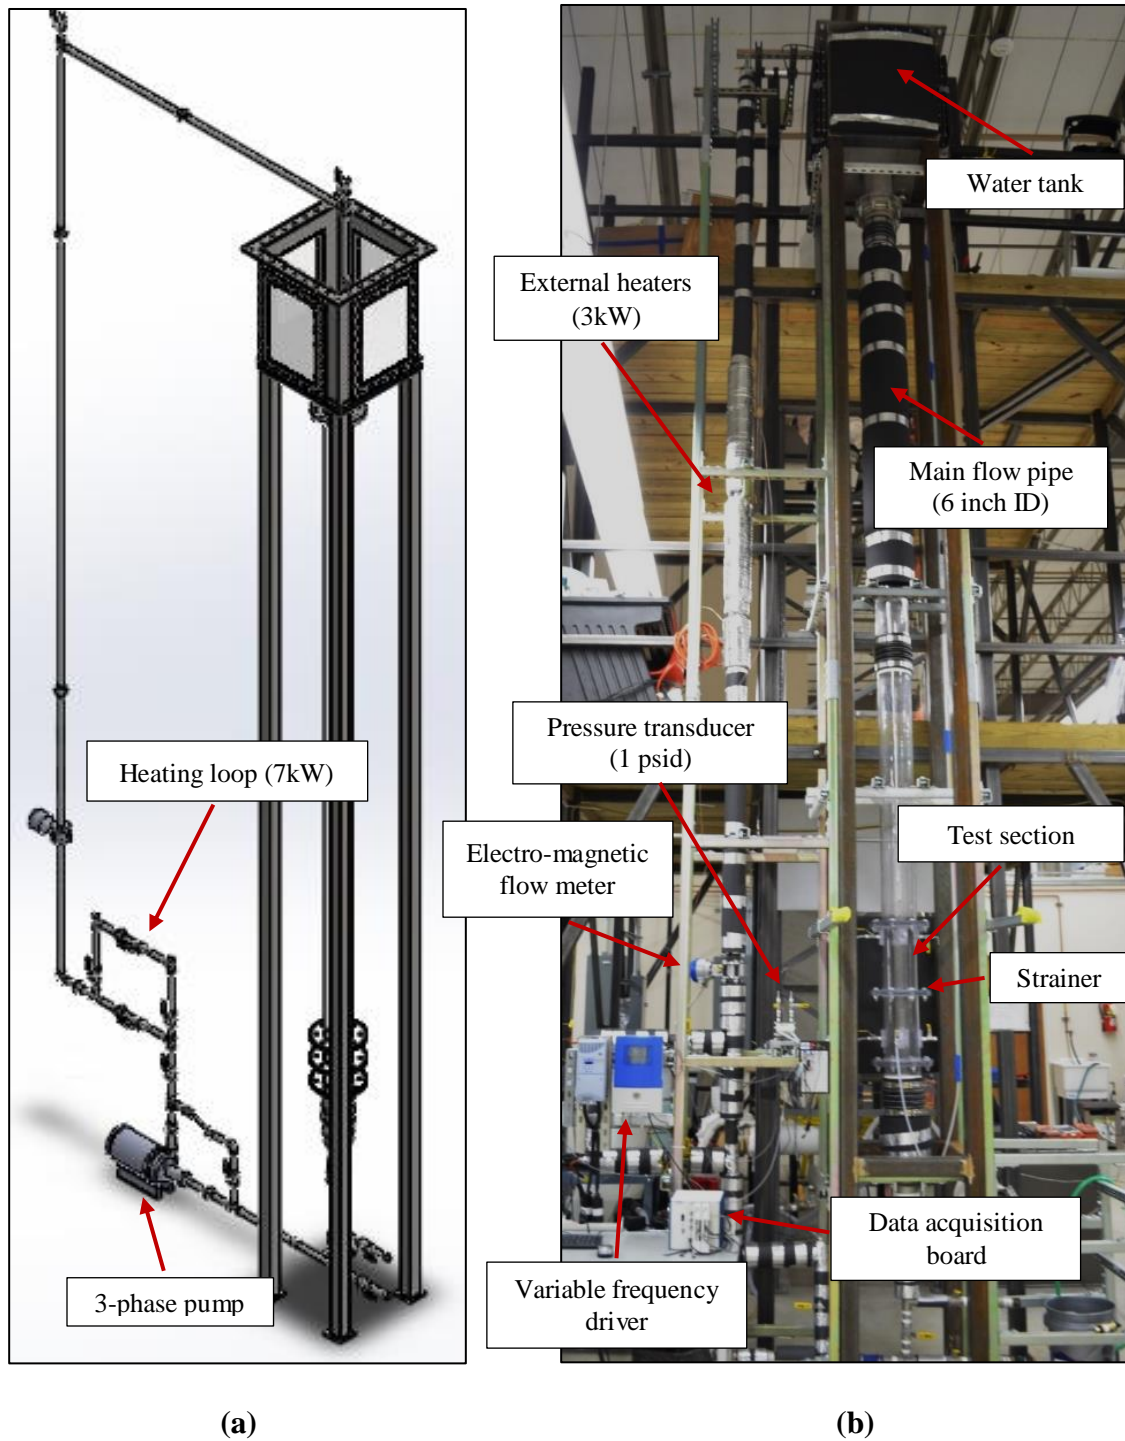 Water tank
External heaters
(3kW)
Main flow pipe
(6 inch ID)
Pressure transducer
(1 psid)
Heating loop (7kW)
Electro-magnetic
flow meter
Test section
Strainer
Data acquisition
board
3-phase pump
Variable frequency
driver
(a)
(b)